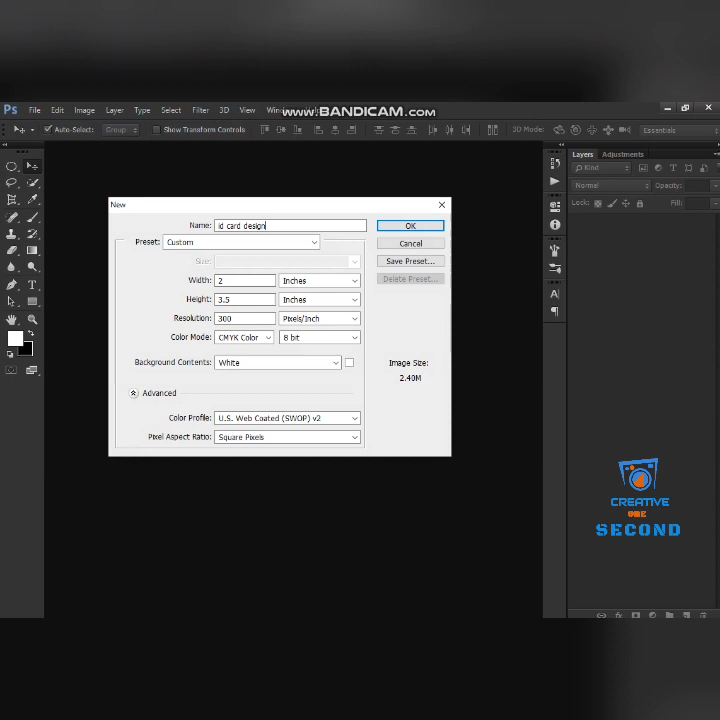 www.BANDICAM.com
Ps File Edit Image Layer Type Select Filter 3D View
Auto-Select: Group Show Transform Controls 3D Mode: Essentials
Layers Adjustments
Kind
Normal Opacity:
Lock: Fill:
New
Name: id card design OK
Preset: Custom Cancel
Size: Save Preset...
Width: 2 Inches Delete Preset...
Height: 3.5 Inches
Resolution: 300 Pixels/Inch
Color Mode: CMYK Color 8 bit
Background Contents: White Image Size:
2.40M
Advanced
Color Profile: U.S. Web Coated (SWOP) v2
Pixel Aspect Ratio: Square Pixels
CREATIVE
ONE
SECOND